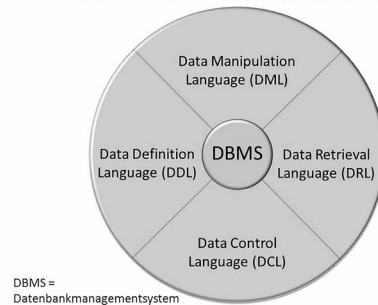 Data Manipulation
Language (DML)
Data Definition
Language (DDL)
DBMS
Data Retrieval
Language (DRL)
Data Control
Language (DCL)
DBMS =
Datenbankmanagementsystem